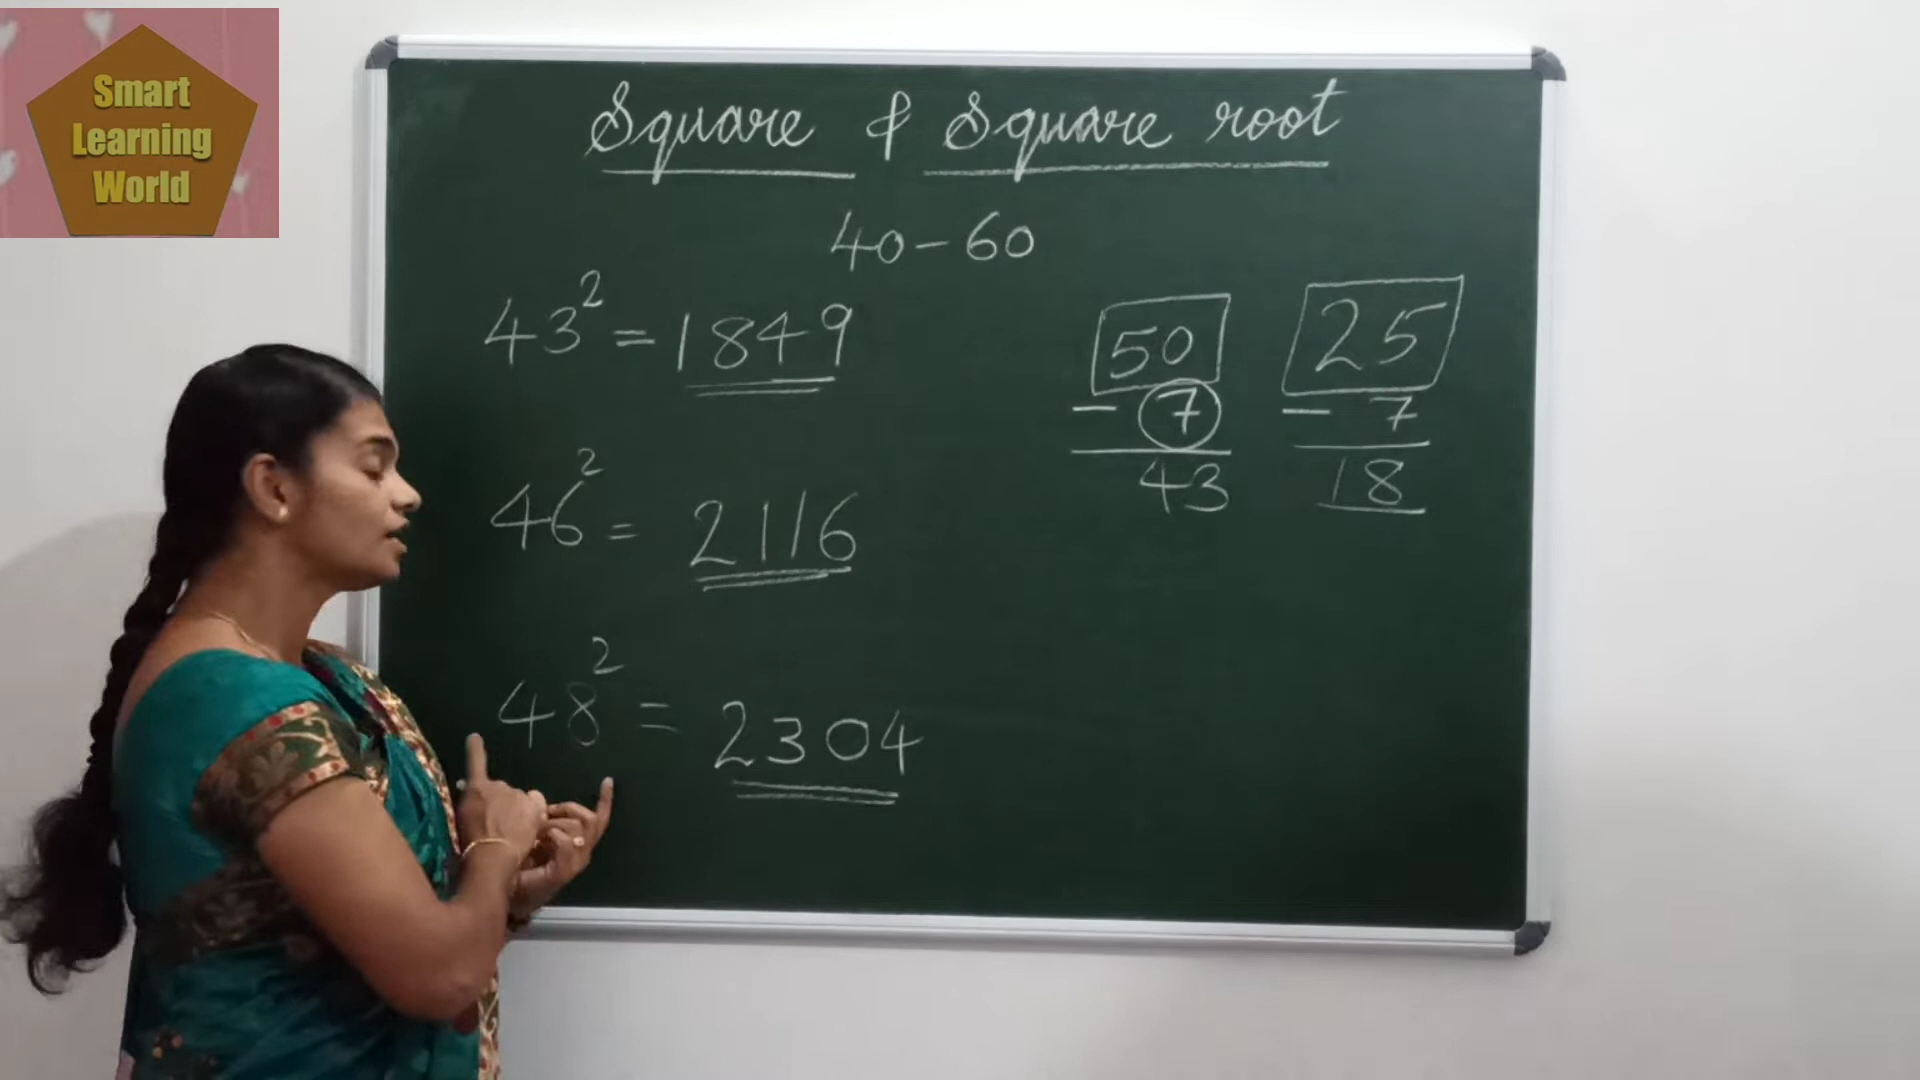 Smart
Learning
World
Square & Square root
40-60
43² = 1849
46² = 2116
48² = 2304
50
- 7
43
25
- 7
18